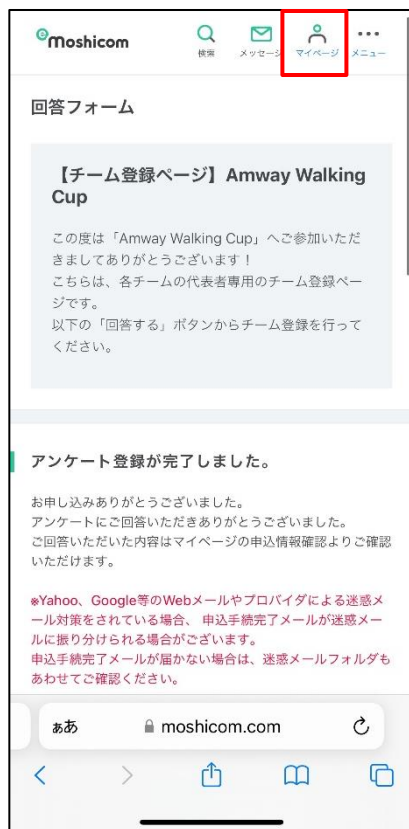 moshicom
検索 メッセージ マイページ メニュー
回答フォーム
【チーム登録ページ】Amway Walking
Cup
この度は「Amway Walking Cup」へご参加いただ
きましてありがとうございます！
こちらは、各チームの代表者専用のチーム登録ペー
ジです。
以下の「回答する」ボタンからチーム登録を行って
ください。
アンケート登録が完了しました。
お申し込みありがとうございました。
アンケートにご回答いただきありがとうございました。
ご回答いただいた内容はマイページの申込情報確認よりご確認
いただけます。
※Yahoo、Google等のWebメールやプロバイダによる迷惑メ
ール対策をされている場合、 申込手続完了メールが迷惑メー
ルに振り分けられる場合がございます。
申込手続完了メールが届かない場合は、迷惑メールフォルダも
あわせてご確認ください。
ぁあ moshicom.com